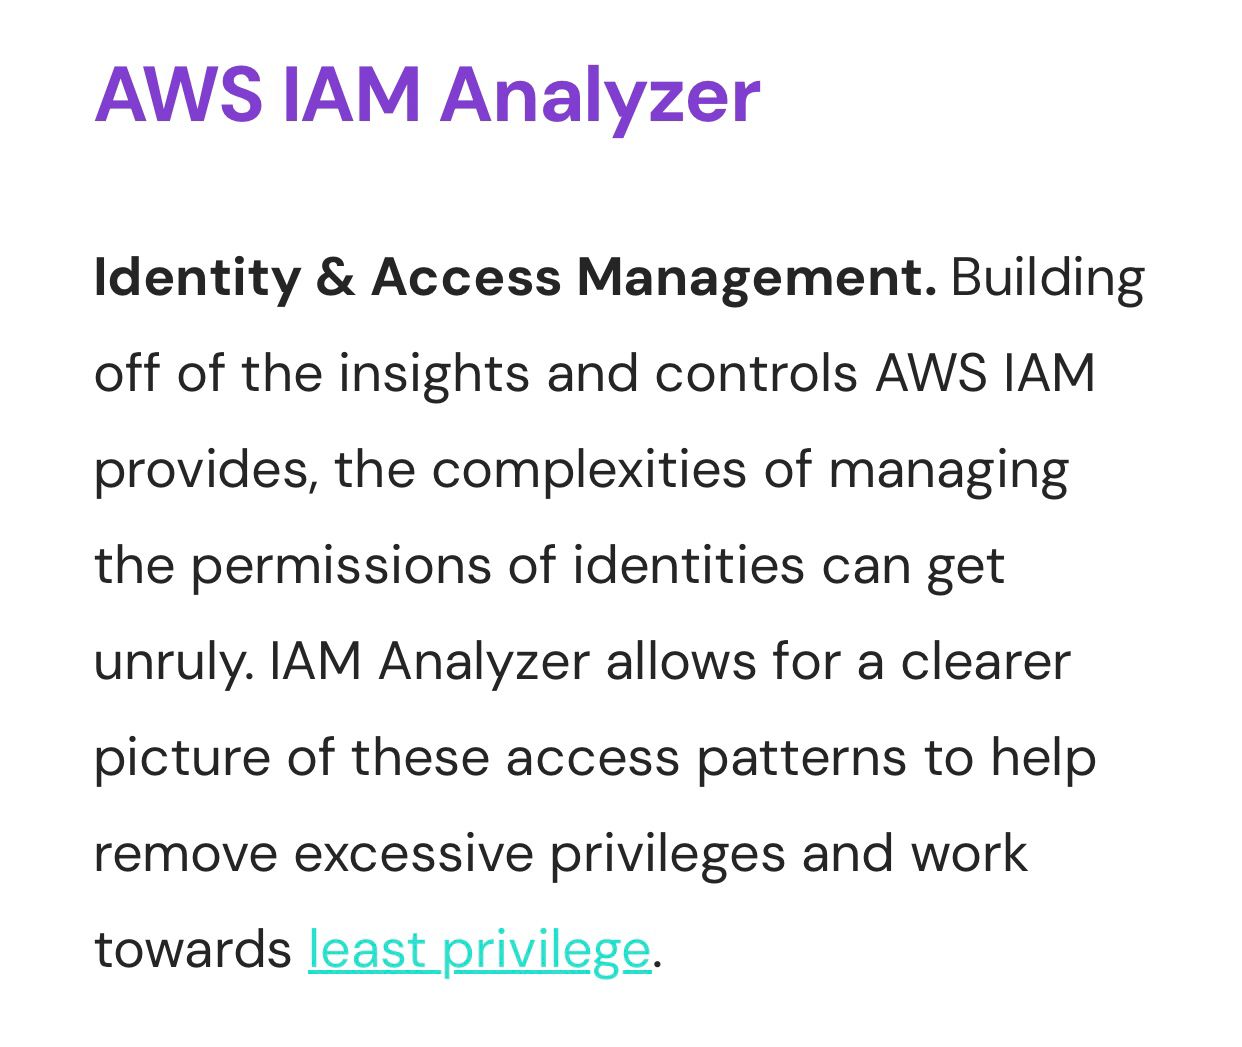 AWS IAM Analyzer
Identity & Access Management. Building
off of the insights and controls AWS IAM
provides, the complexities of managing
the permissions of identities can get
unruly. IAM Analyzer allows for a clearer
picture of these access patterns to help
remove excessive privileges and work
towards least privilege.